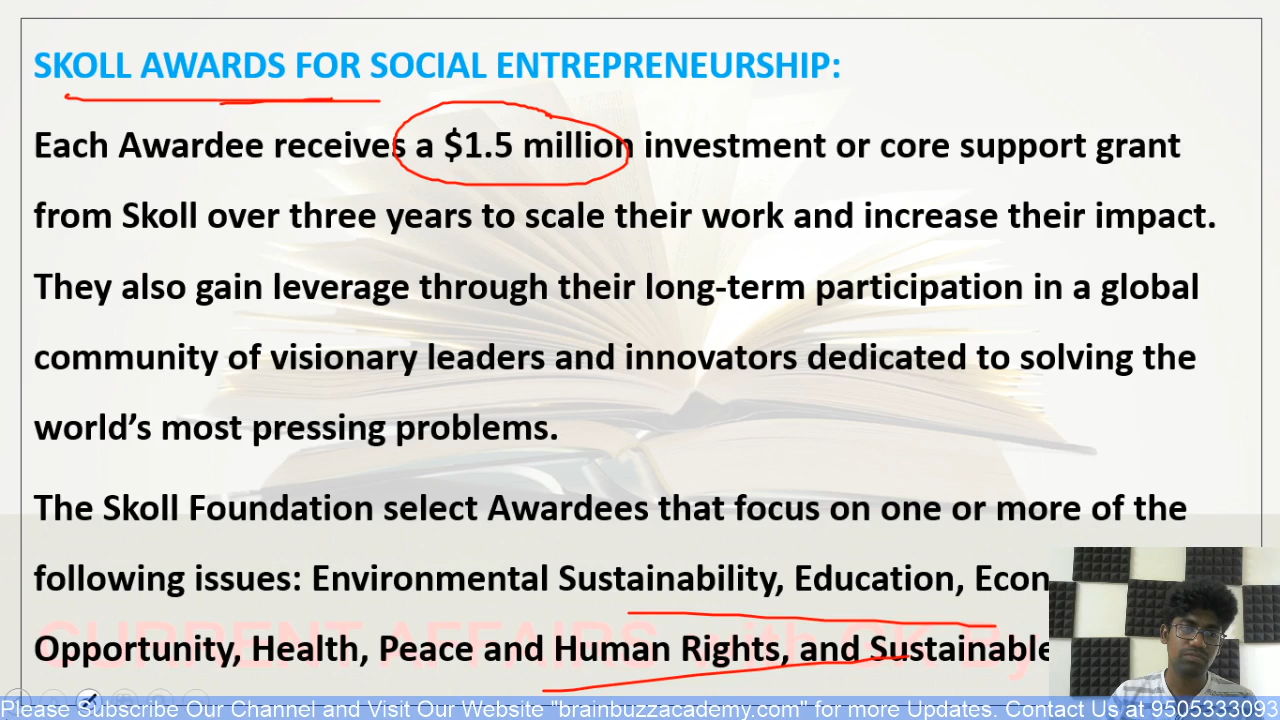 SKOLL AWARDS FOR SOCIAL ENTREPRENEURSHIP:
Each Awardee receives a $1.5 million investment or core support grant
from Skoll over three years to scale their work and increase their impact.
They also gain leverage through their long-term participation in a global
community of visionary leaders and innovators dedicated to solving the
world’s most pressing problems.
The Skoll Foundation select Awardees that focus on one or more of the
following issues: Environmental Sustainability, Education, Econ
Opportunity, Health, Peace and Human Rights, and Sustainable
CURRENT AFFAIRS with GK By
Please Subscribe Our Channel and Visit Our Website "brainbuzzacademy.com" for more Updates. Contact Us at 9505333093